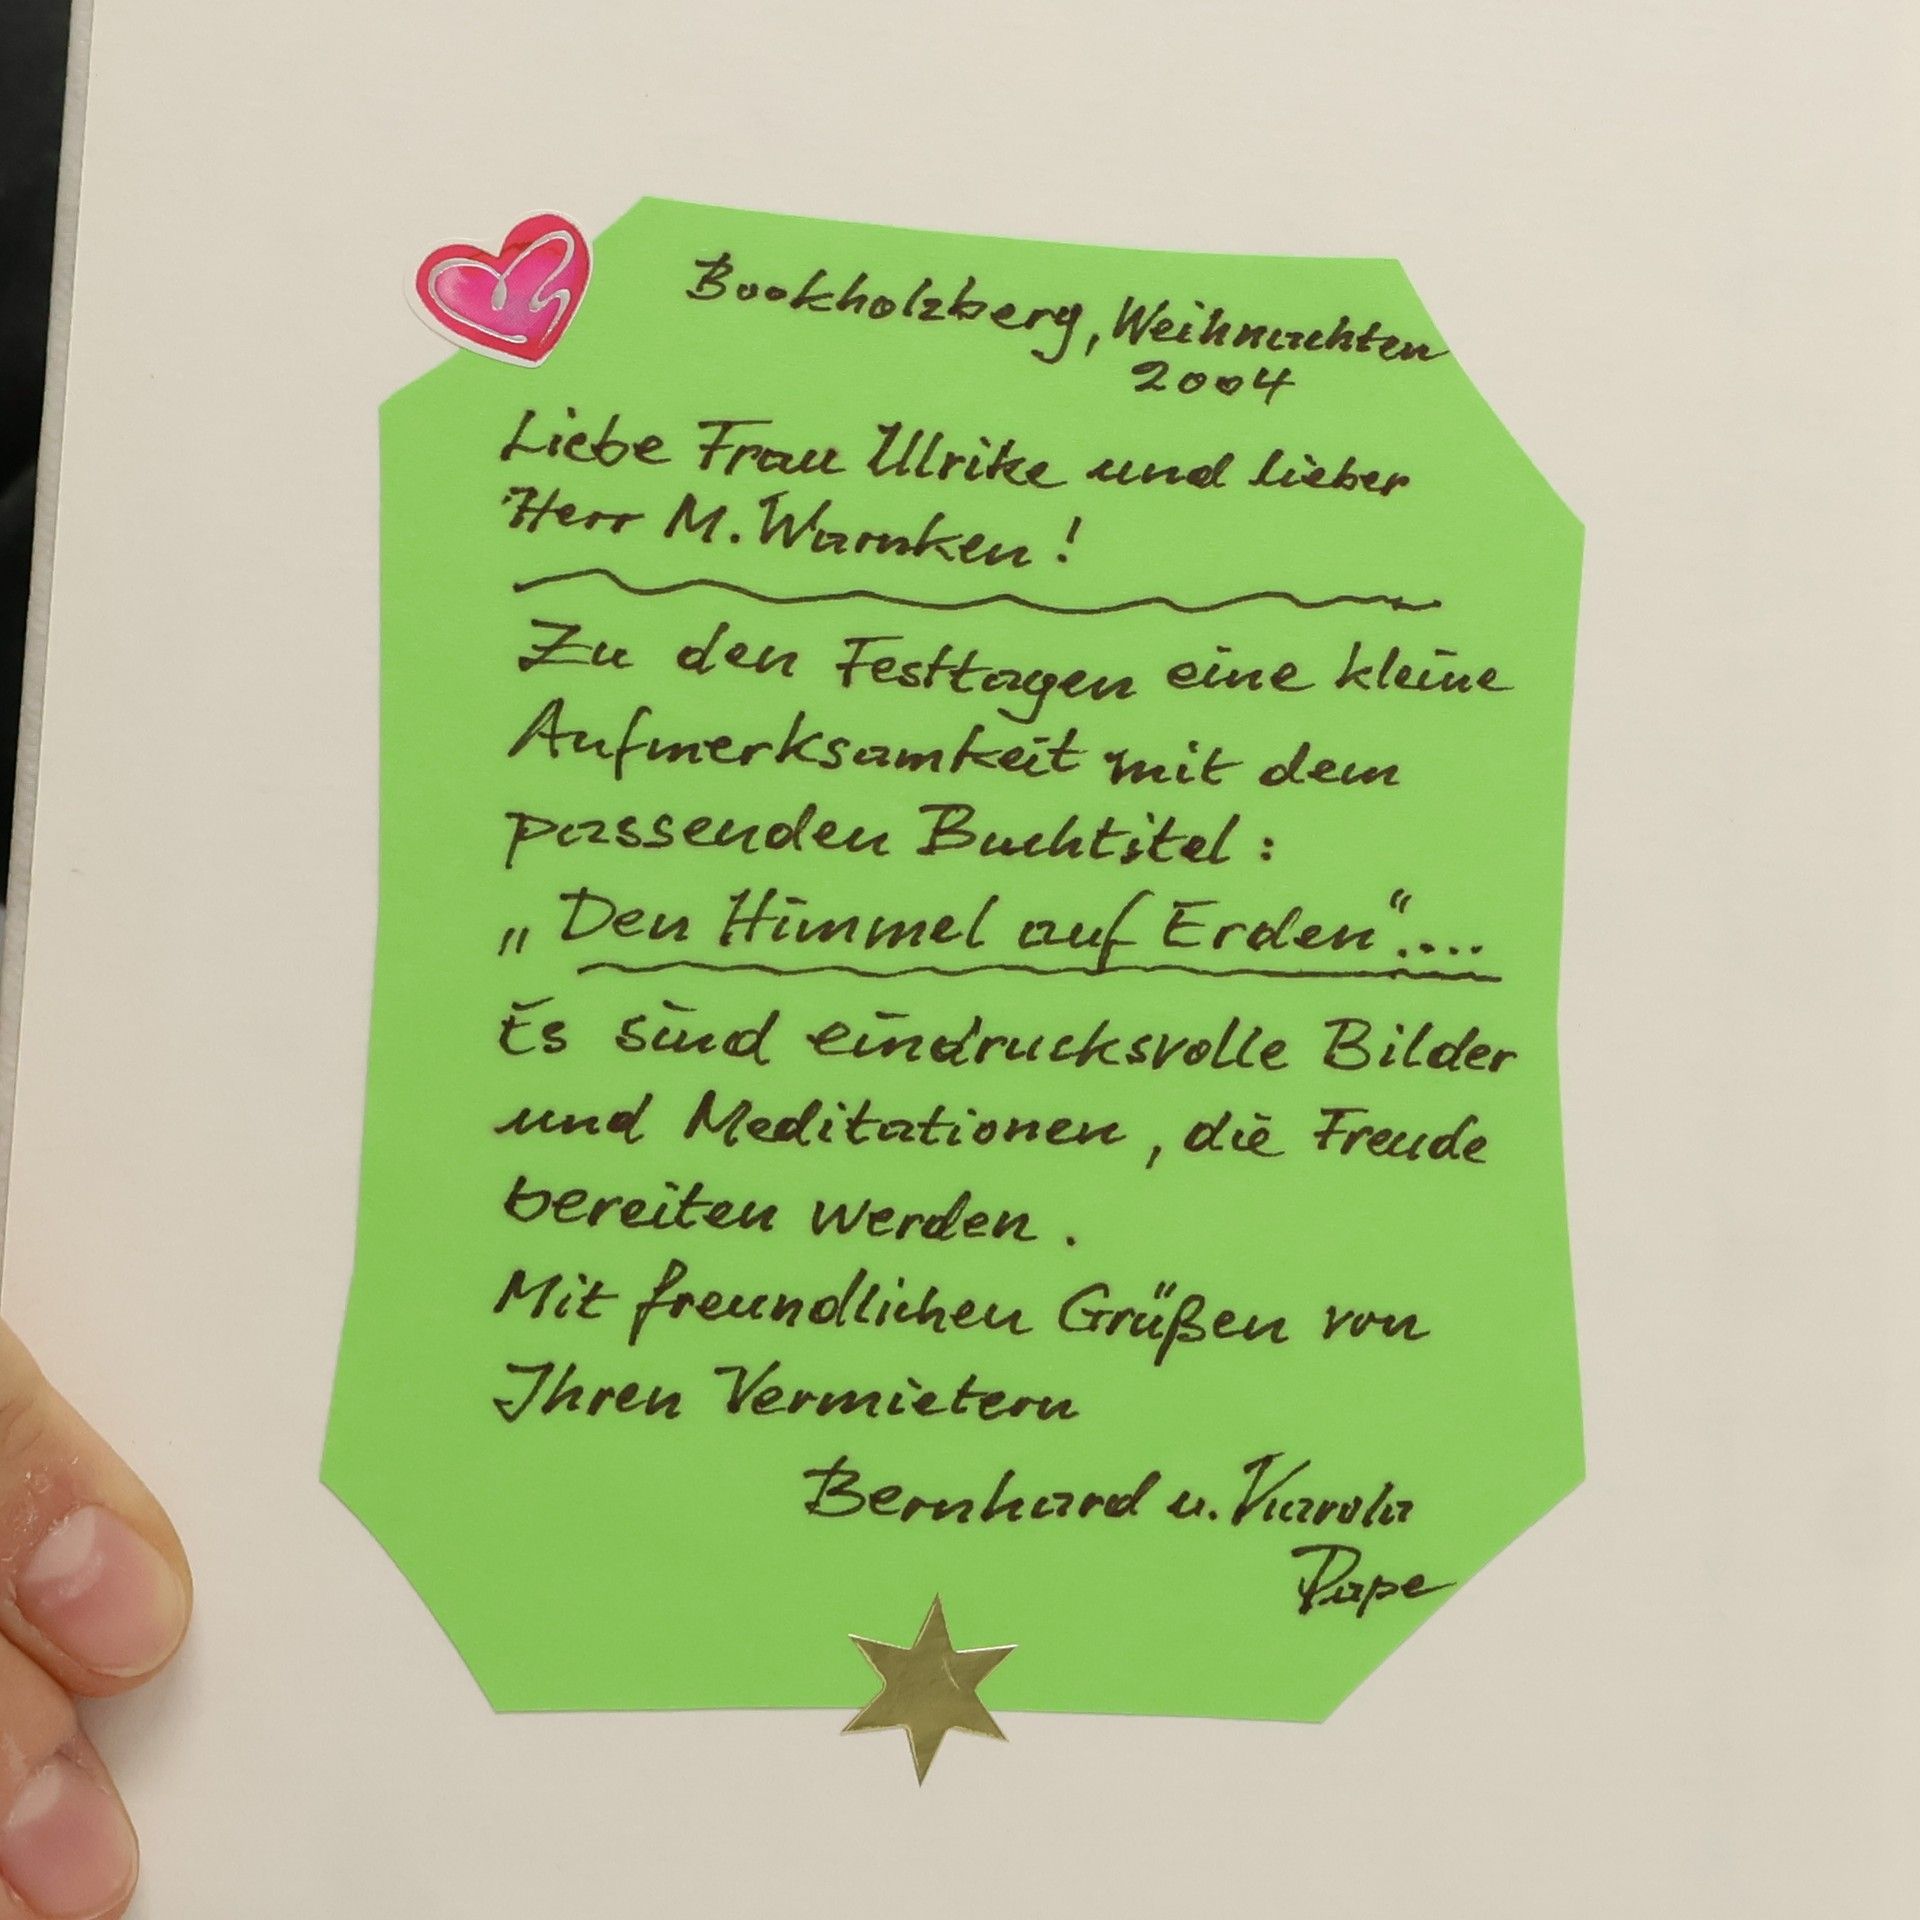 Bookholzberg, Weihnachten
2004
Liebe Frau Ulrike und lieber
Herr M. Warnken !
Zu den Festtagen eine kleine
Aufmerksamkeit mit dem
passenden Buchtitel :
„Den Himmel auf Erden“....
Es sind eindrucksvolle Bilder
und Meditationen, die Freude
bereiten werden.
Mit freundlichen Grüßen von
Ihren Vermietern
Bernhard u. Karola
Pape